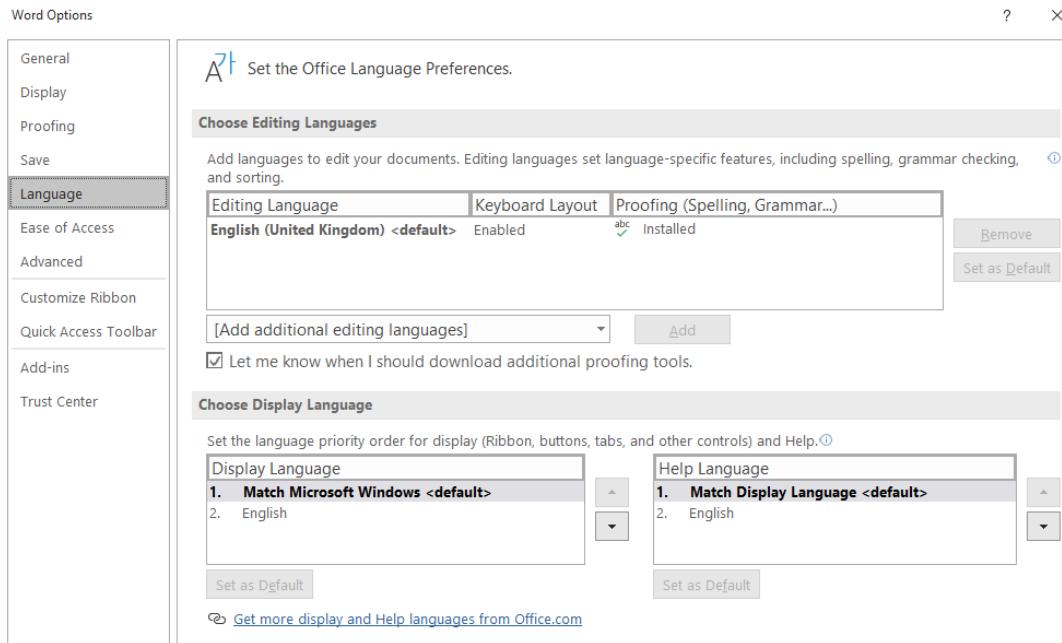 Word Options
?
General
Display
Proofing
Save
Language
Ease of Access
Advanced
Customize Ribbon
Quick Access Toolbar
Add-ins
Trust Center
Set the Office Language Preferences.
Choose Editing Languages
Add languages to edit your documents. Editing languages set language-specific features, including spelling, grammar checking,
and sorting.
Editing Language Keyboard Layout Proofing (Spelling, Grammar...)
English (United Kingdom) <default> Enabled abc Installed
Remove
Set as Default
[Add additional editing languages] Add
Let me know when I should download additional proofing tools.
Choose Display Language
Set the language priority order for display (Ribbon, buttons, tabs, and other controls) and Help.
Display Language
1. Match Microsoft Windows <default>
2. English
Set as Default
Help Language
1. Match Display Language <default>
2. English
Set as Default
Get more display and Help languages from Office.com